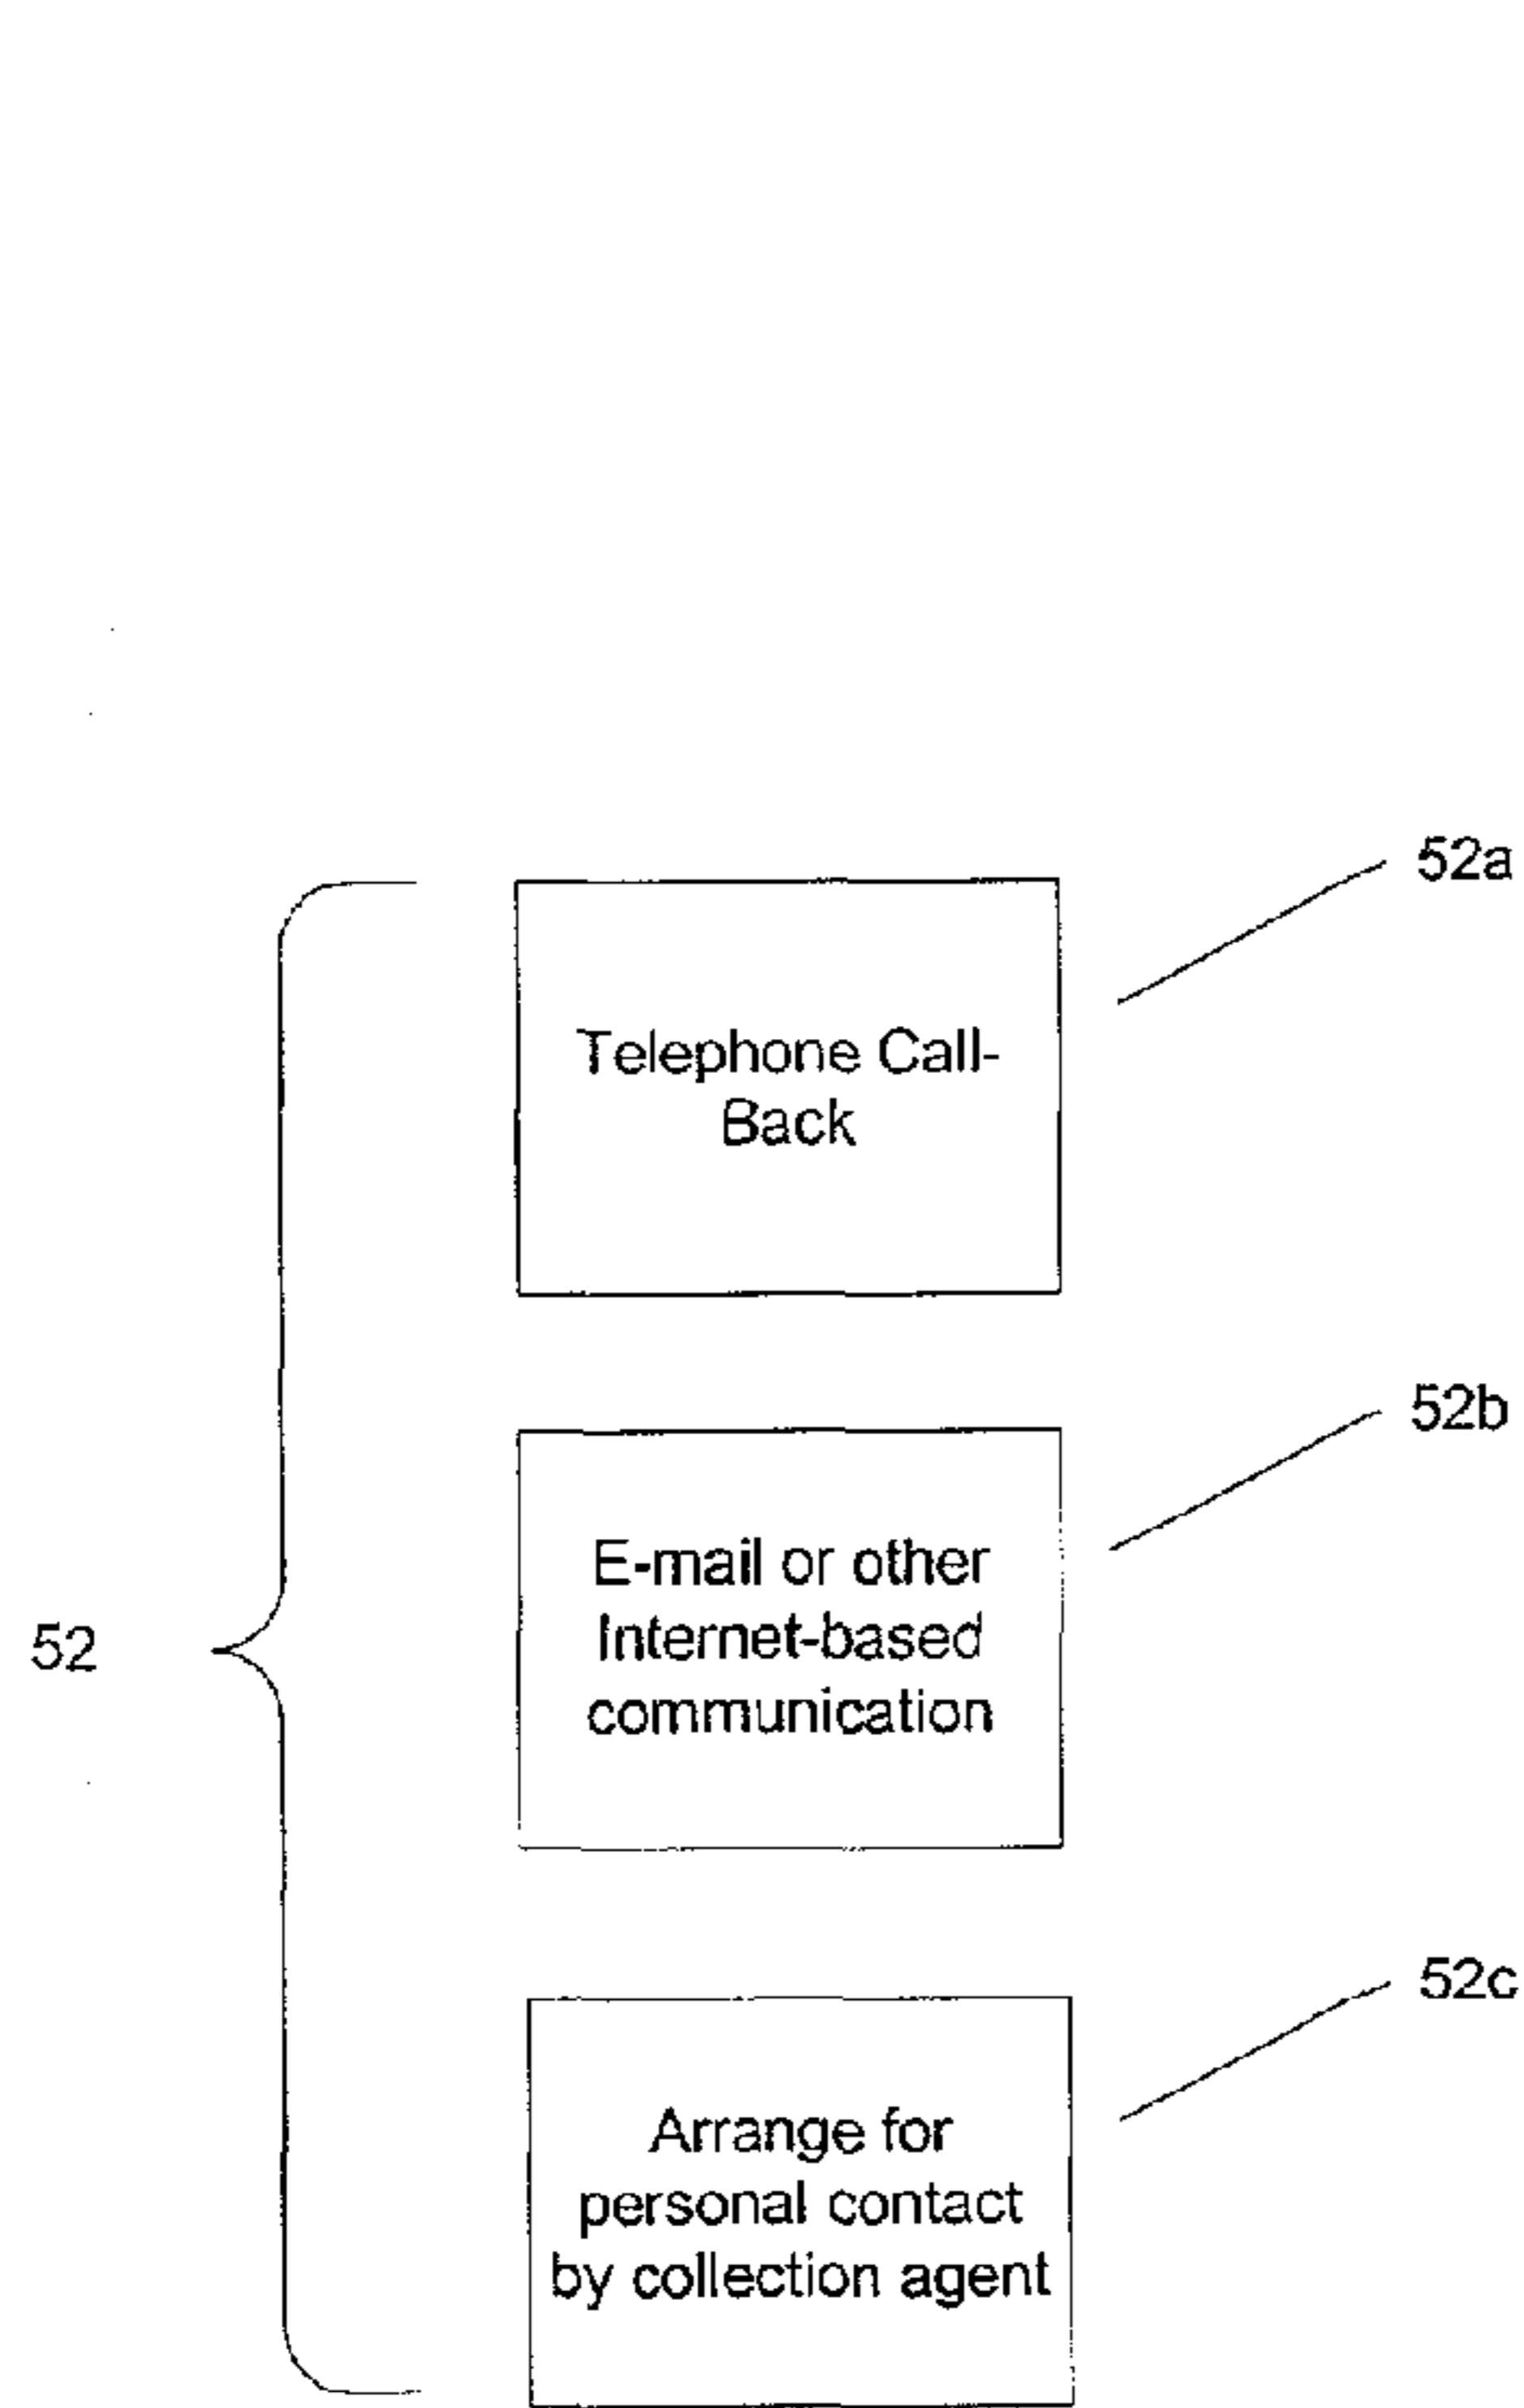 52a
Telephone Call-
Back
52b
E-mail or other
Internet-based
communication
52
52c
Arrange for
personal contact
by collection agent